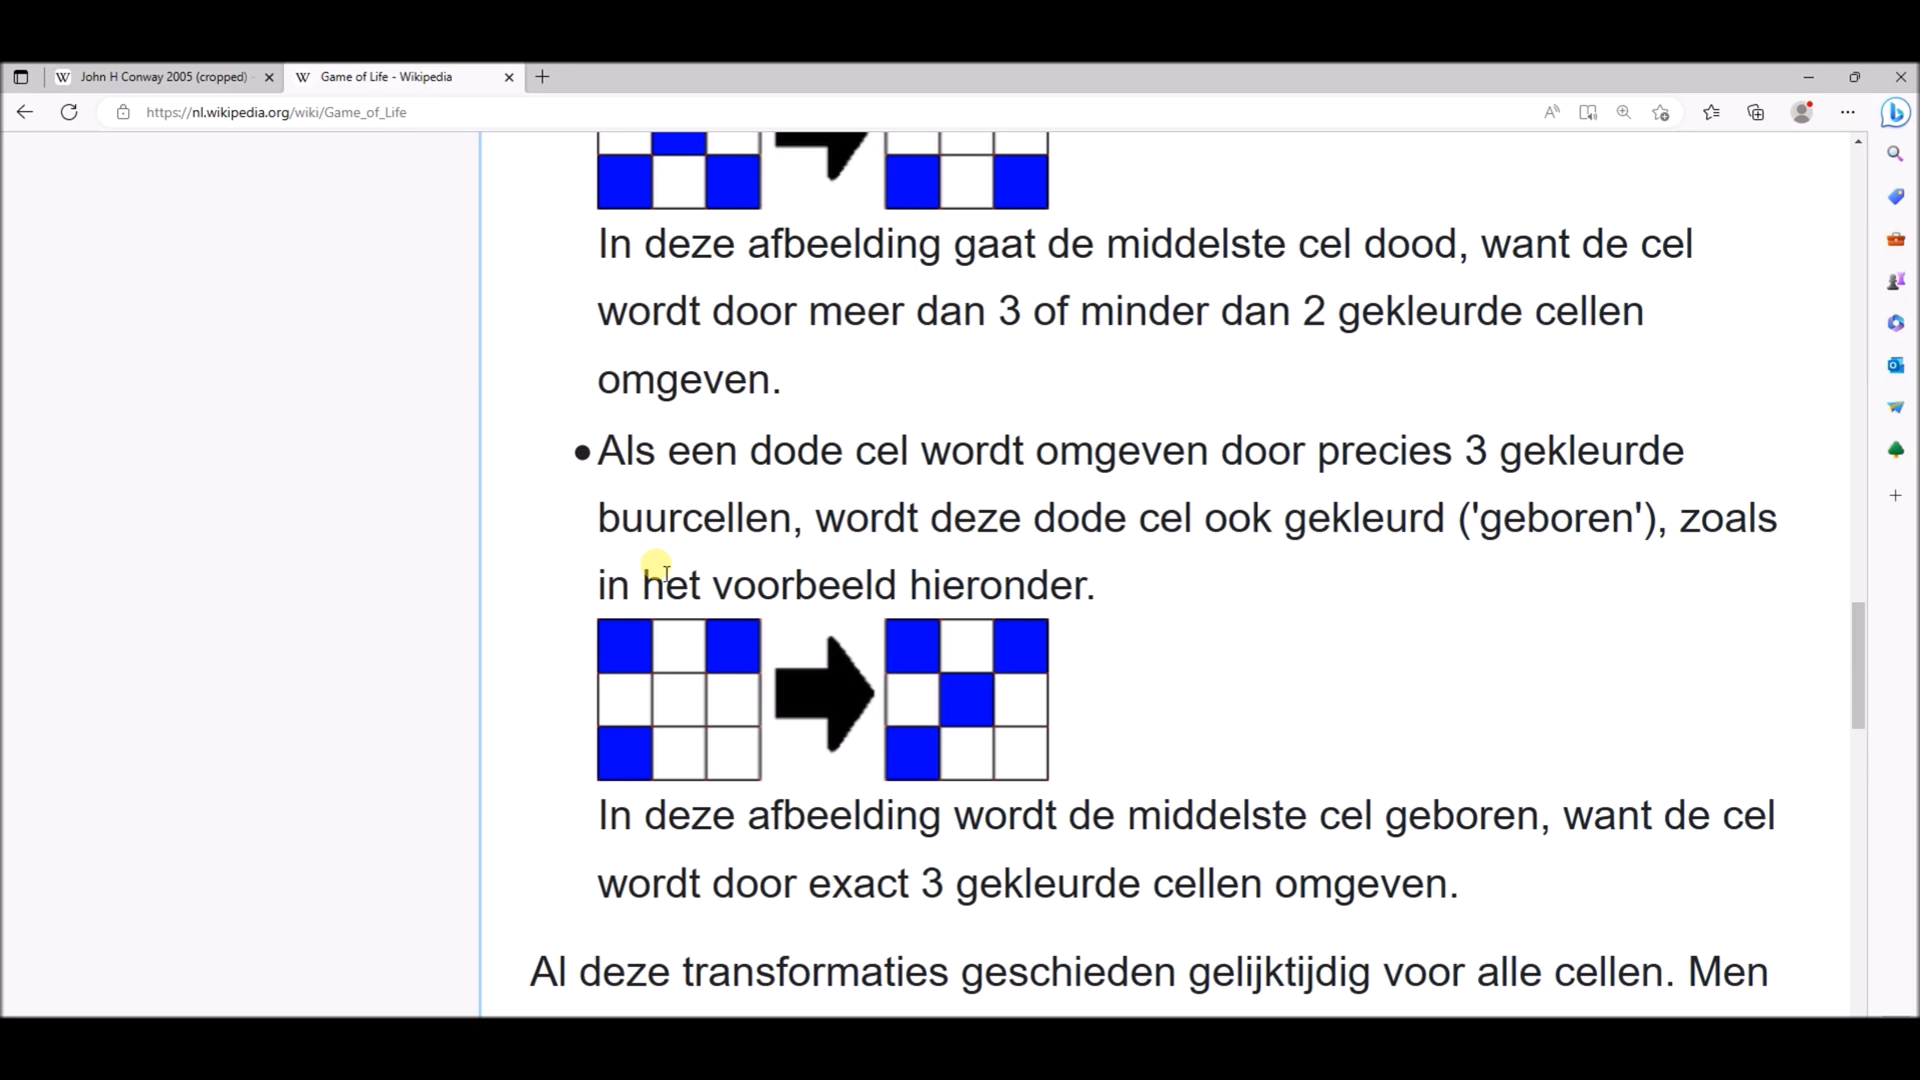 John H Conway 2005 (cropped)
Game of Life - Wikipedia
https://nl.wikipedia.org/wiki/Game_of_Life
In deze afbeelding gaat de middelste cel dood, want de cel
wordt door meer dan 3 of minder dan 2 gekleurde cellen
omgeven.
Als een dode cel wordt omgeven door precies 3 gekleurde
buurcellen, wordt deze dode cel ook gekleurd ('geboren'), zoals
in het voorbeeld hieronder.
In deze afbeelding wordt de middelste cel geboren, want de cel
wordt door exact 3 gekleurde cellen omgeven.
Al deze transformaties geschieden gelijktijdig voor alle cellen. Men